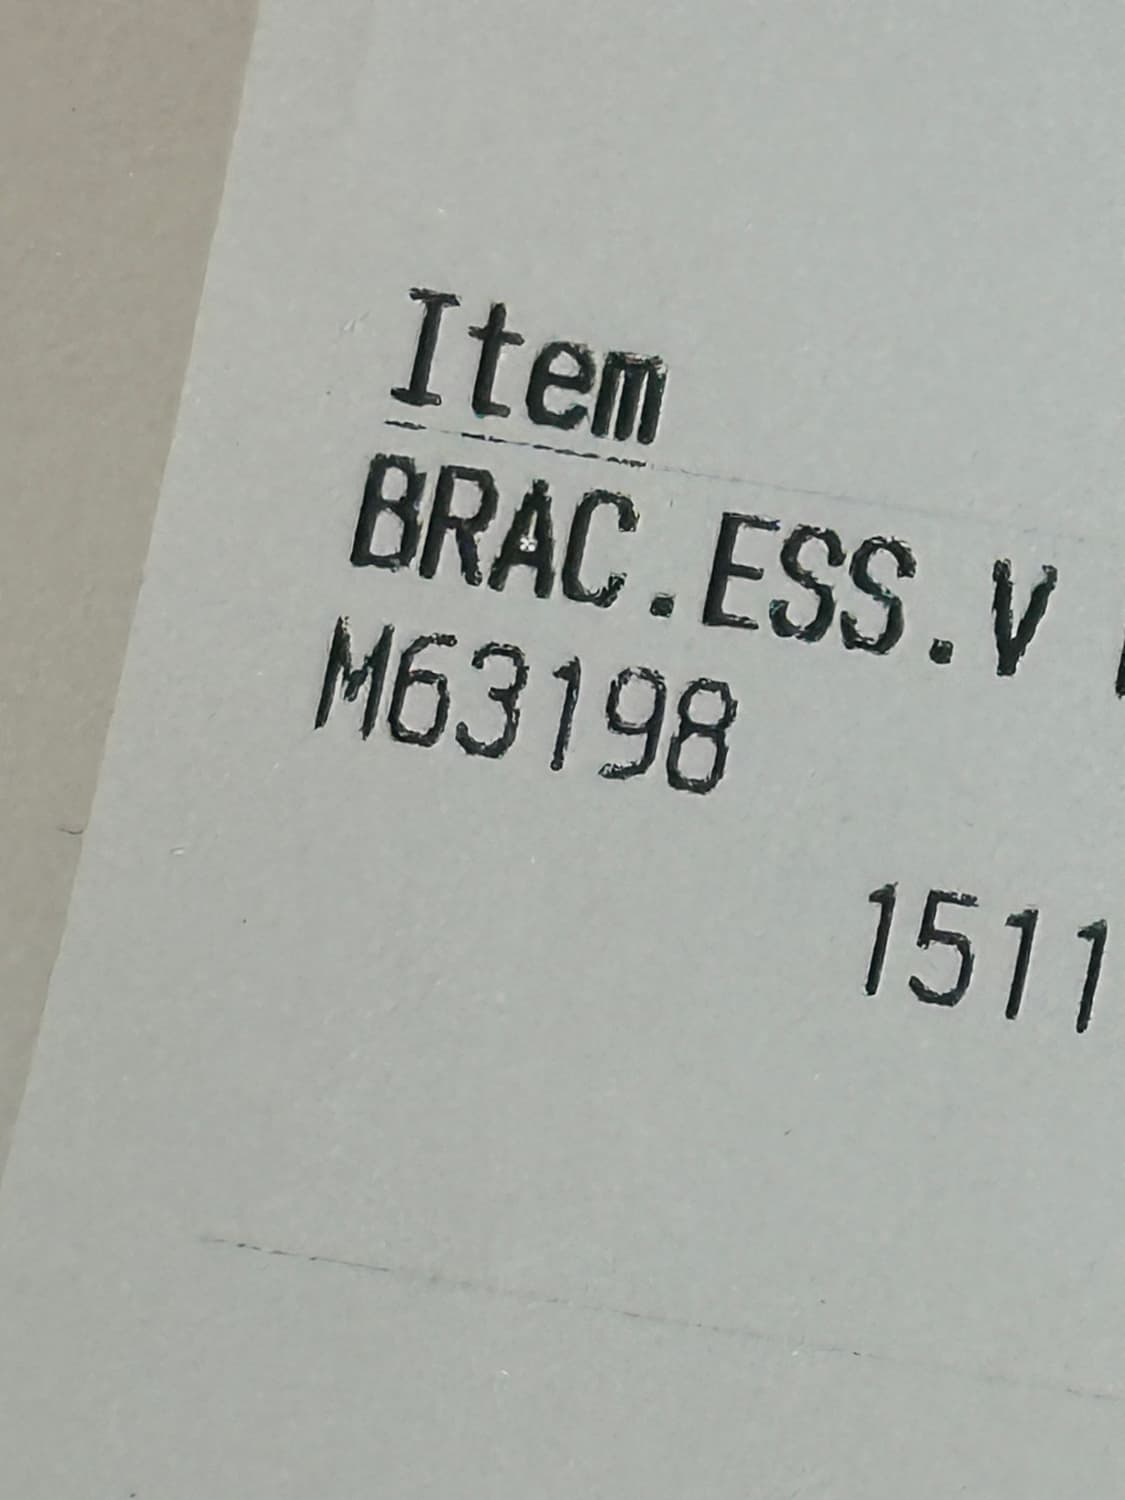 Item
BRAC.ESS.V
M63198
1511